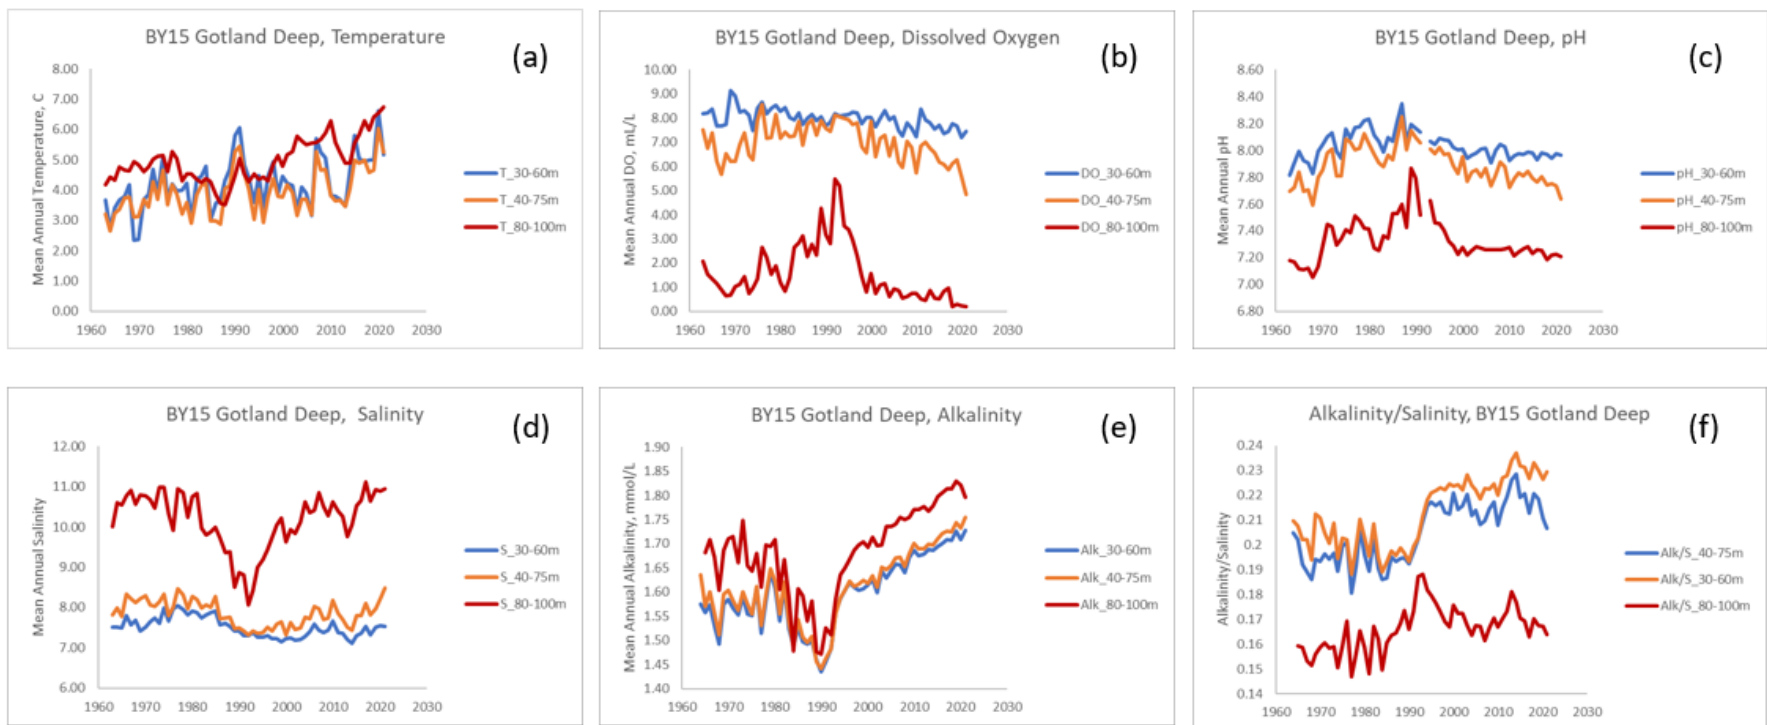 BY15 Gotland Deep, Temperature
(a)
Mean Annual Temperature, C
8.00
7.00
6.00
5.00
4.00
3.00
2.00
1.00
0.00
1960 1970 1980 1990 2000 2010 2020 2030
T_30-60m
T_40-75m
T_80-100m
BY15 Gotland Deep, Dissolved Oxygen
(b)
Mean Annual DO, mL/L
10.00
9.00
8.00
7.00
6.00
5.00
4.00
3.00
2.00
1.00
0.00
1960 1970 1980 1990 2000 2010 2020 2030
DO_30-60m
DO_40-75m
DO_80-100m
BY15 Gotland Deep, pH
(c)
Mean Annual pH
8.60
8.40
8.20
8.00
7.80
7.60
7.40
7.20
7.00
6.80
1960 1970 1980 1990 2000 2010 2020 2030
pH_30-60m
pH_40-75m
pH_80-100m
BY15 Gotland Deep, Salinity
(d)
Mean Annual Salinity
12.00
11.00
10.00
9.00
8.00
7.00
6.00
1960 1970 1980 1990 2000 2010 2020 2030
S_30-60m
S_40-75m
S_80-100m
BY15 Gotland Deep, Alkalinity
(e)
Mean Annual Alkalinity, mmol/L
1.90
1.85
1.80
1.75
1.70
1.65
1.60
1.55
1.50
1.45
1.40
1960 1970 1980 1990 2000 2010 2020 2030
Alk_30-60m
Alk_40-75m
Alk_80-100m
Alkalinity/Salinity, BY15 Gotland Deep
(f)
Alkalinity/Salinity
0.24
0.23
0.22
0.21
0.2
0.19
0.18
0.17
0.16
0.15
0.14
1960 1970 1980 1990 2000 2010 2020 2030
Alk/S_40-75m
Alk/S_30-60m
Alk/S_80-100m